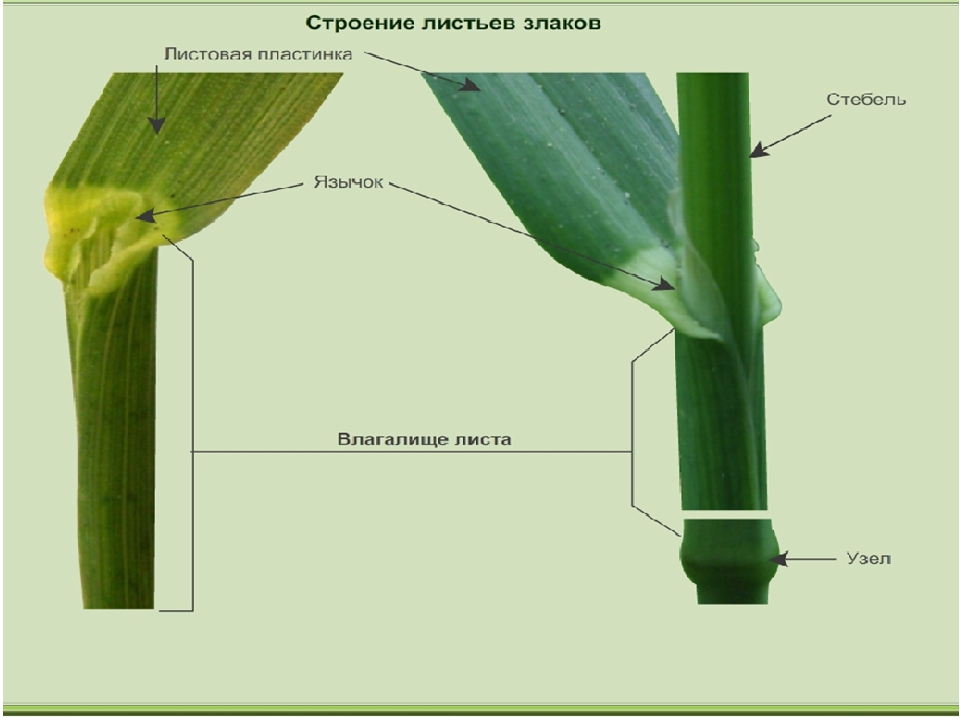 Строение листьев злаков
Листовая пластинка
Стебель
Язычок
Влагалище листа
Узел